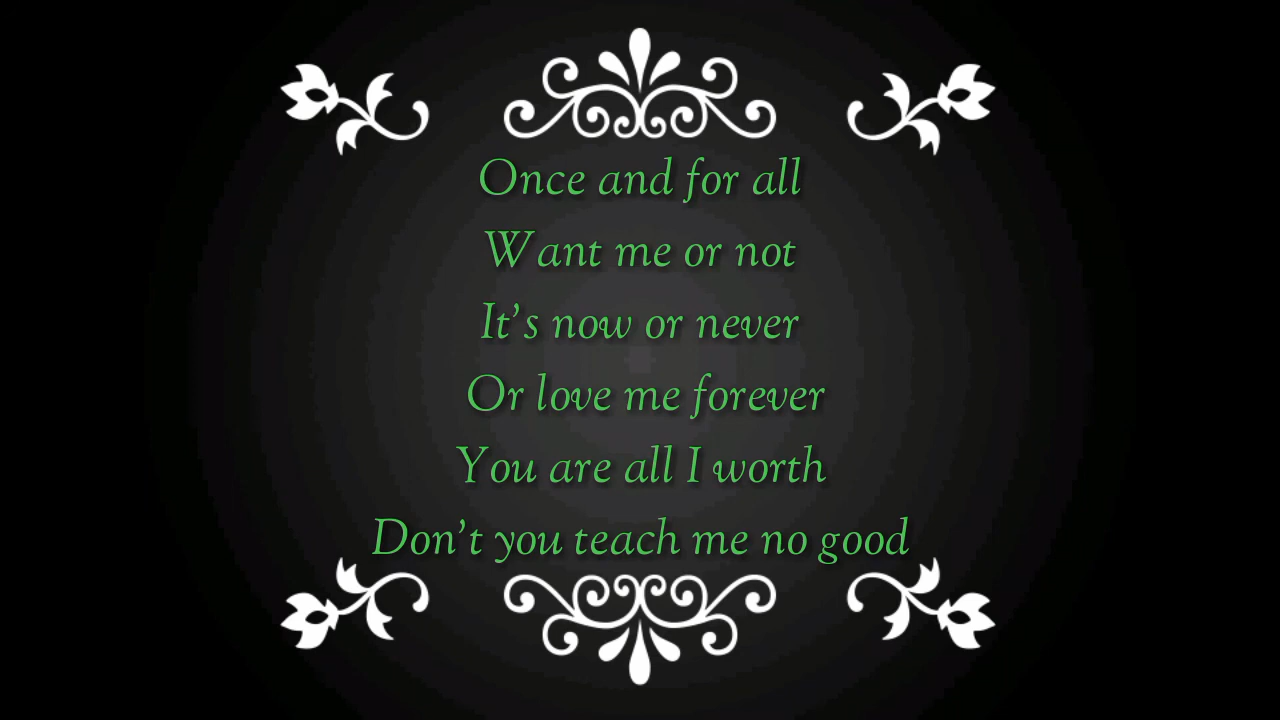 Once and for all
Want me or not
It's now or never
Or love me forever
You are all I worth
Don't you teach me no good